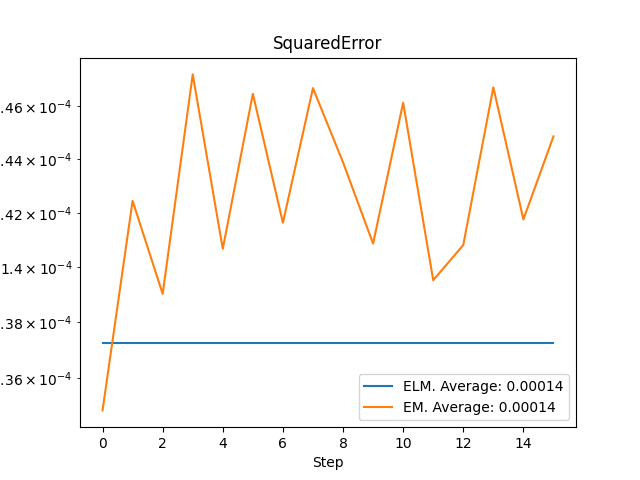 SquaredError
.46 × 10⁻⁴
.44 × 10⁻⁴
.42 × 10⁻⁴
1.4 × 10⁻⁴
.38 × 10⁻⁴
.36 × 10⁻⁴
ELM. Average: 0.00014
EM. Average: 0.00014
0 2 4 6 8 10 12 14
Step